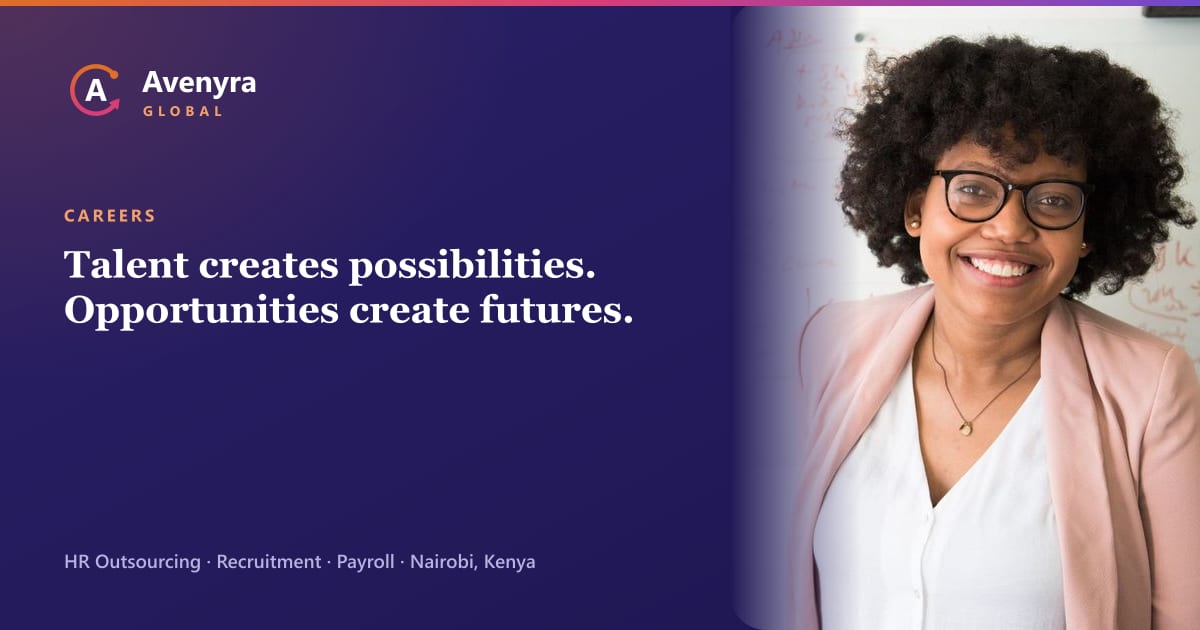 A
Avenyra
GLOBAL
CAREERS
Talent creates possibilities.
Opportunities create futures.
HR Outsourcing · Recruitment · Payroll · Nairobi, Kenya